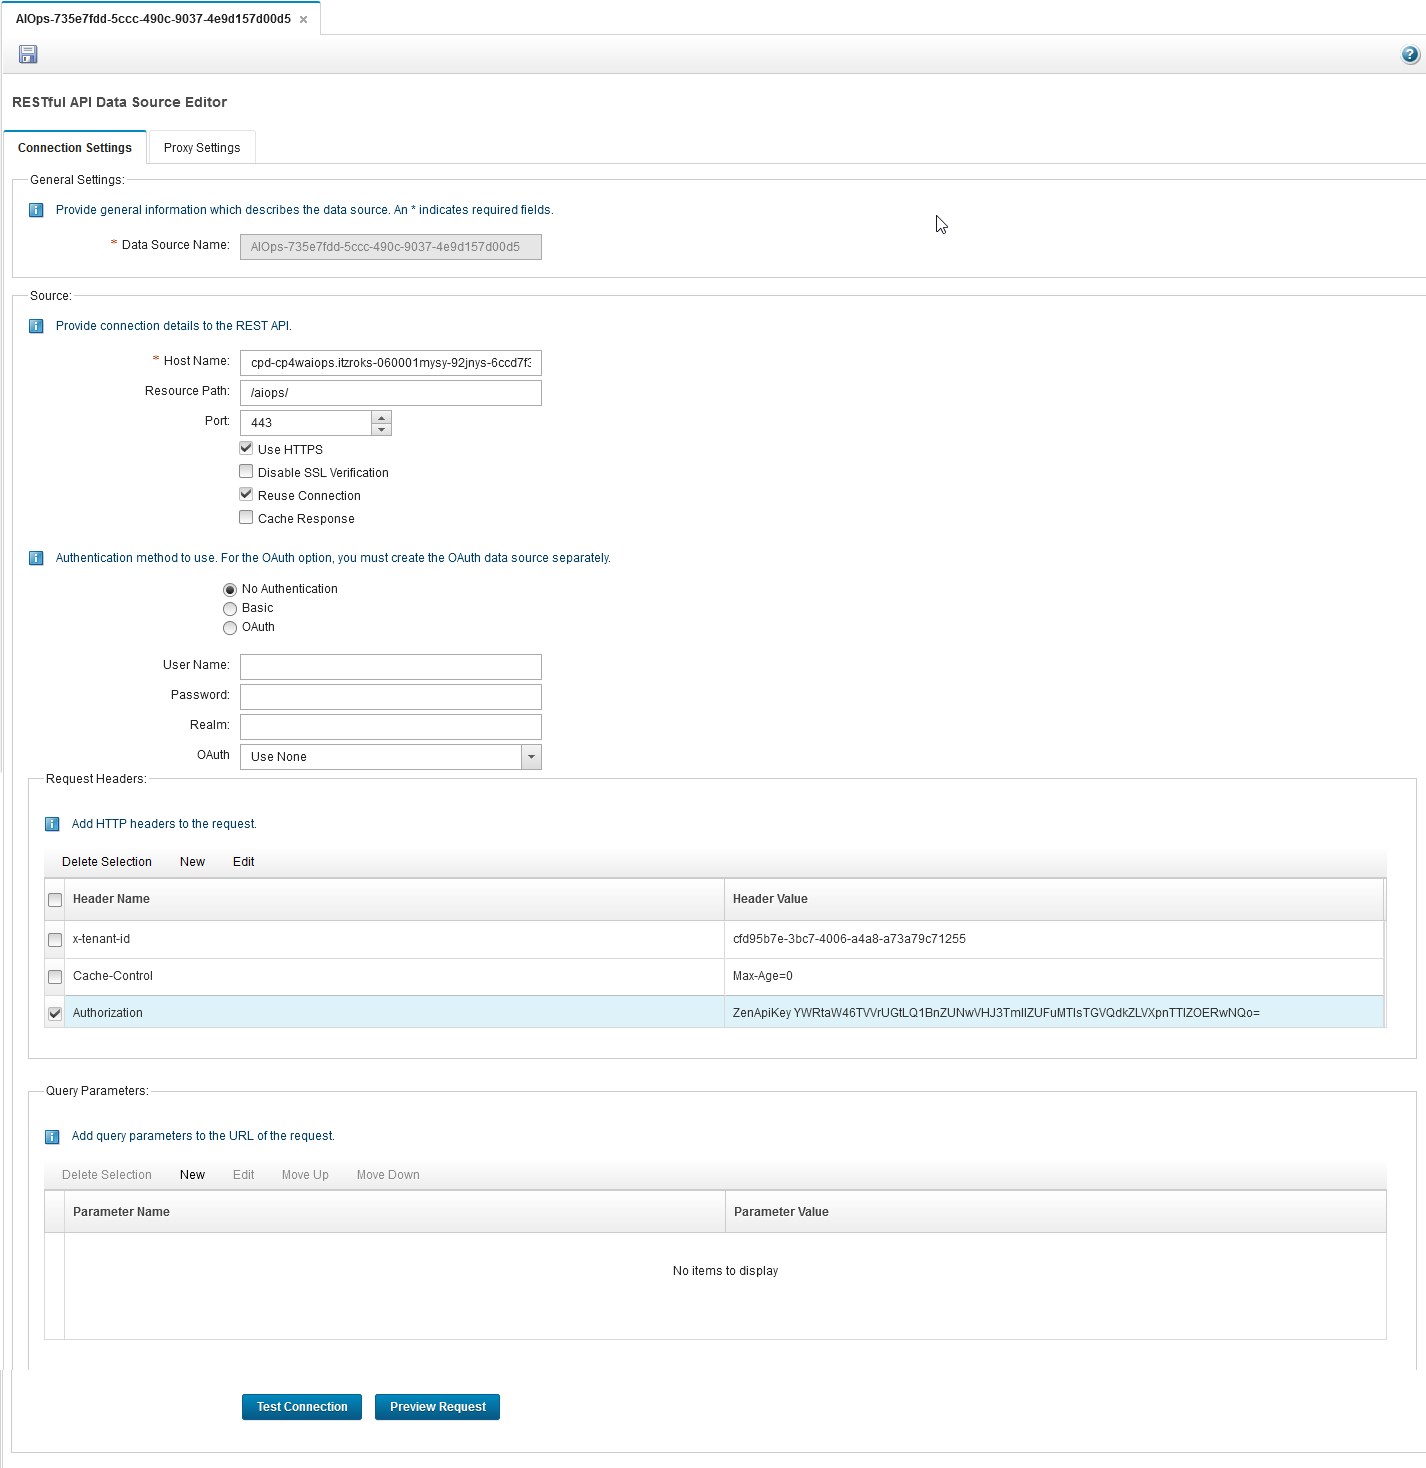 AIOps-735e7fdd-5ccc-490c-9037-4e9d157d00d5 ×
?
RESTful API Data Source Editor
Connection Settings Proxy Settings
General Settings:
i Provide general information which describes the data source. An * indicates required fields.
* Data Source Name: AIOps-735e7fdd-5ccc-490c-9037-4e9d157d00d5
Source:
i Provide connection details to the REST API.
* Host Name: cpd-cp4waiops.itzroks-060001mysy-92jnys-6ccd7f3
Resource Path: /aiops/
Port: 443
Use HTTPS
Disable SSL Verification
Reuse Connection
Cache Response
i Authentication method to use. For the OAuth option, you must create the OAuth data source separately.
No Authentication
Basic
OAuth
User Name:
Password:
Realm:
OAuth Use None
Request Headers:
i Add HTTP headers to the request.
Delete Selection New Edit
Header Name Header Value
x-tenant-id cfd95b7e-3bc7-4006-a4a8-a73a79c71255
Cache-Control Max-Age=0
Authorization ZenApiKey
Query Parameters:
i Add query parameters to the URL of the request.
Delete Selection New Edit Move Up Move Down
Parameter Name Parameter Value
No items to display
Test Connection Preview Request